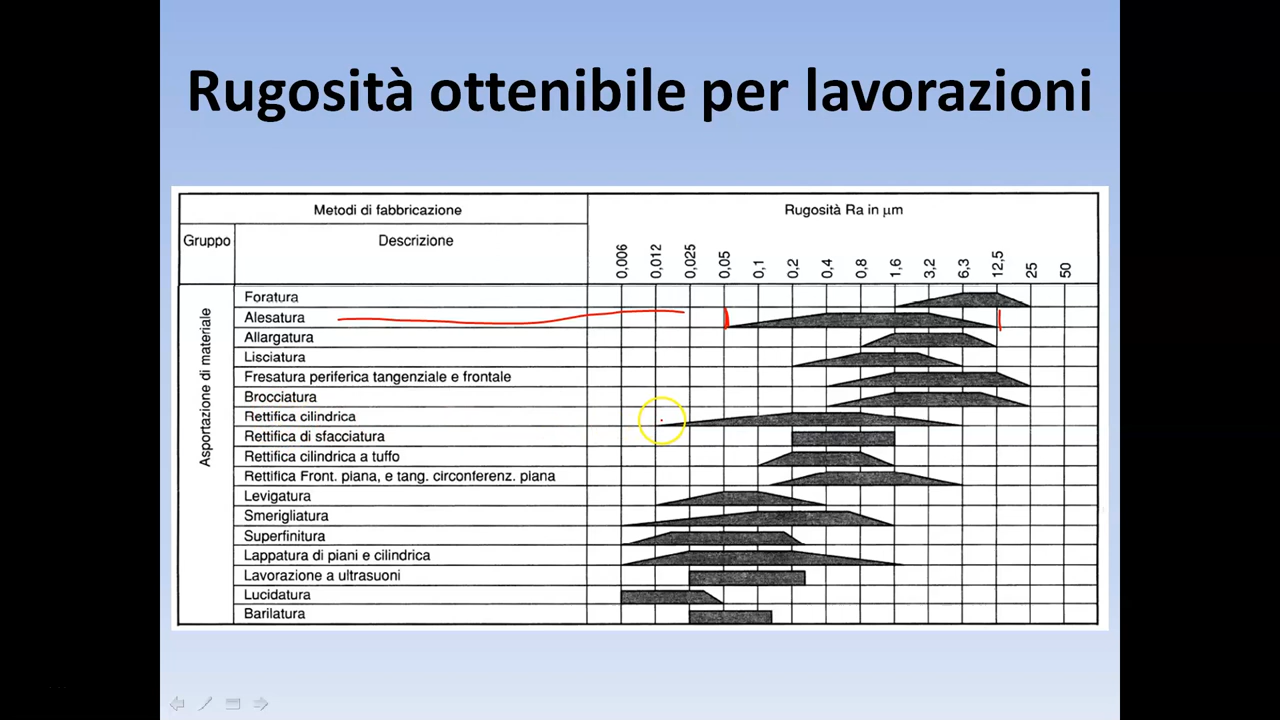 Rugosità ottenibile per lavorazioni
Metodi di fabbricazione
Rugosità Ra in µm
Gruppo
Descrizione
0,006 0,012 0,025 0,05 0,1 0,2 0,4 0,8 1,6 3,2 6,3 12,5 25 50
Asportazione di materiale
Foratura
Alesatura
Allargatura
Lisciatura
Fresatura periferica tangenziale e frontale
Brocciatura
Rettifica cilindrica
Rettifica di sfacciatura
Rettifica cilindrica a tuffo
Rettifica Front. piana, e tang. circonferenz. piana
Levigatura
Smerigliatura
Superfinitura
Lappatura di piani e cilindrica
Lavorazione a ultrasuoni
Lucidatura
Barilatura